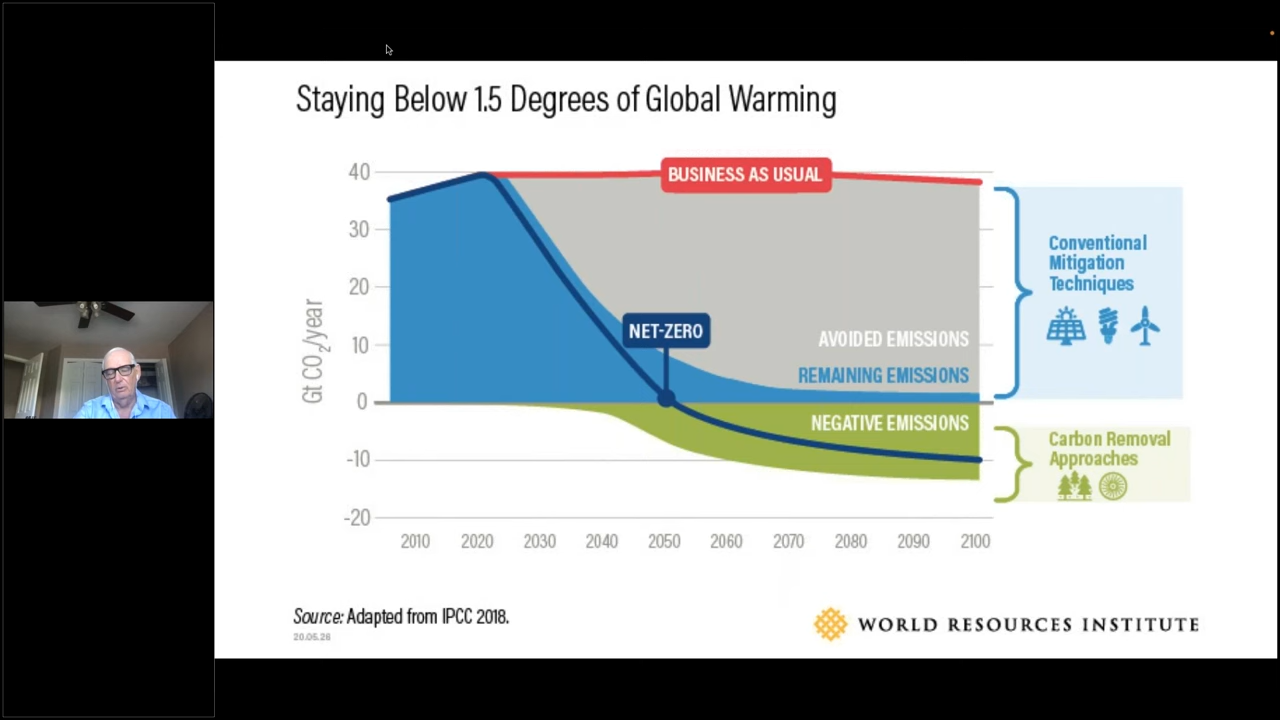 Staying Below 1.5 Degrees of Global Warming
40
30
20
10
0
-10
-20
Gt CO2/year
BUSINESS AS USUAL
NET-ZERO
AVOIDED EMISSIONS
REMAINING EMISSIONS
NEGATIVE EMISSIONS
Conventional
Mitigation
Techniques
Carbon Removal
Approaches
2010 2020 2030 2040 2050 2060 2070 2080 2090 2100
Source: Adapted from IPCC 2018.
20.05.26
WORLD RESOURCES INSTITUTE